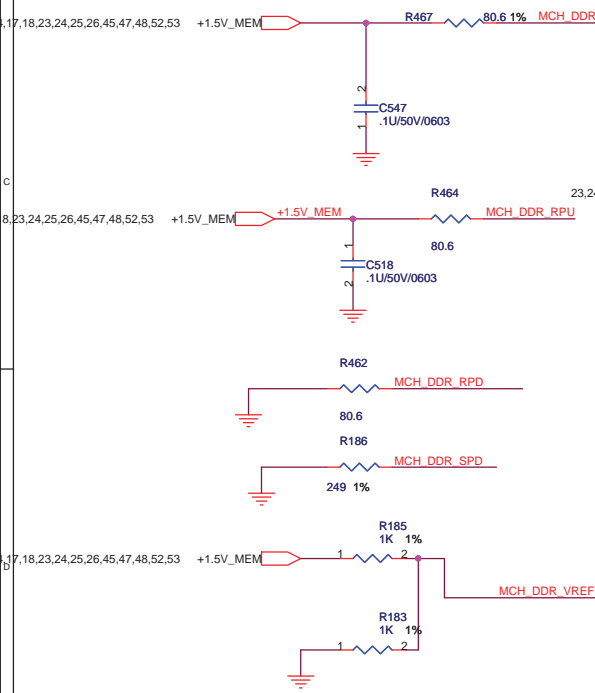 ,17,18,23,24,25,26,45,47,48,52,53 +1.5V_MEM R467 80.6 1% MCH_DDR
2
C547
.1U/50V/0603
1
C
R464 23,24
8,23,24,25,26,45,47,48,52,53 +1.5V_MEM +1.5V_MEM MCH_DDR_RPU
80.6
1
C518
.1U/50V/0603
2
R462
MCH_DDR_RPD
80.6
R186
MCH_DDR_SPD
249 1%
R185
1K 1%
,17,18,23,24,25,26,45,47,48,52,53 +1.5V_MEM 1 2
D
MCH_DDR_VREF
R183
1K 1%
1 2